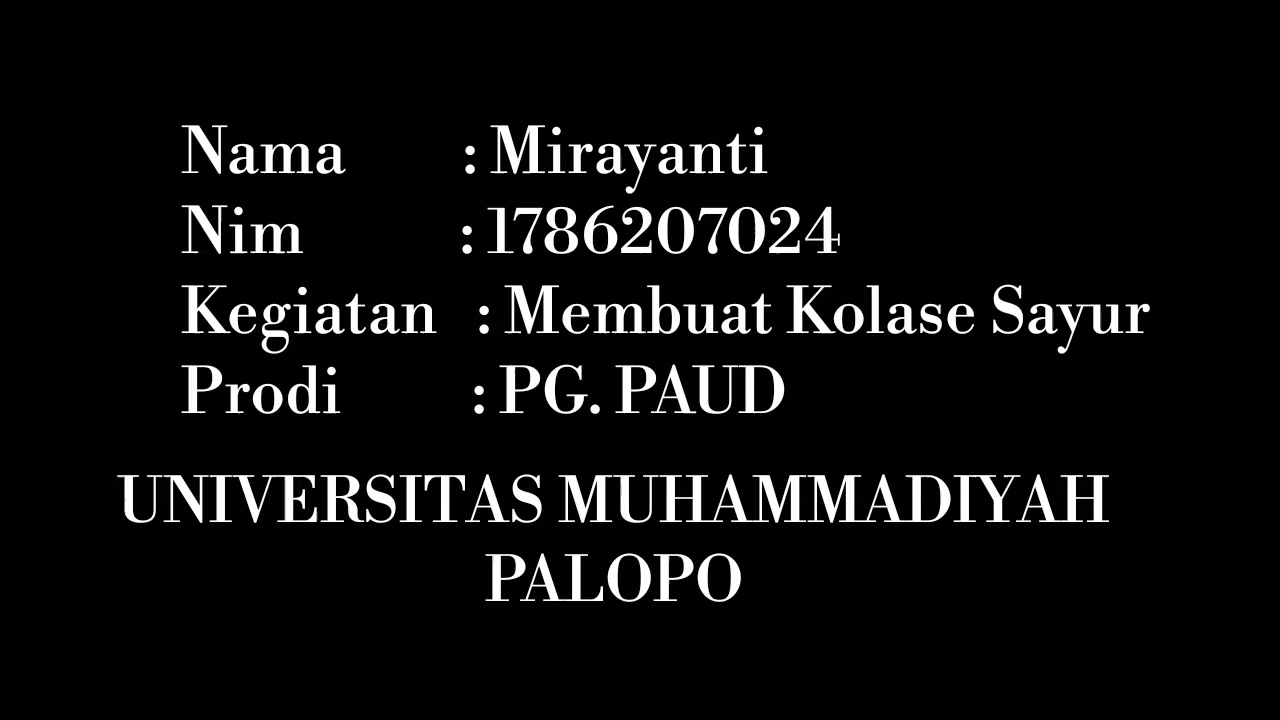 Nama : Mirayanti
Nim : 1786207024
Kegiatan : Membuat Kolase Sayur
Prodi : PG. PAUD
UNIVERSITAS MUHAMMADIYAH
PALOPO